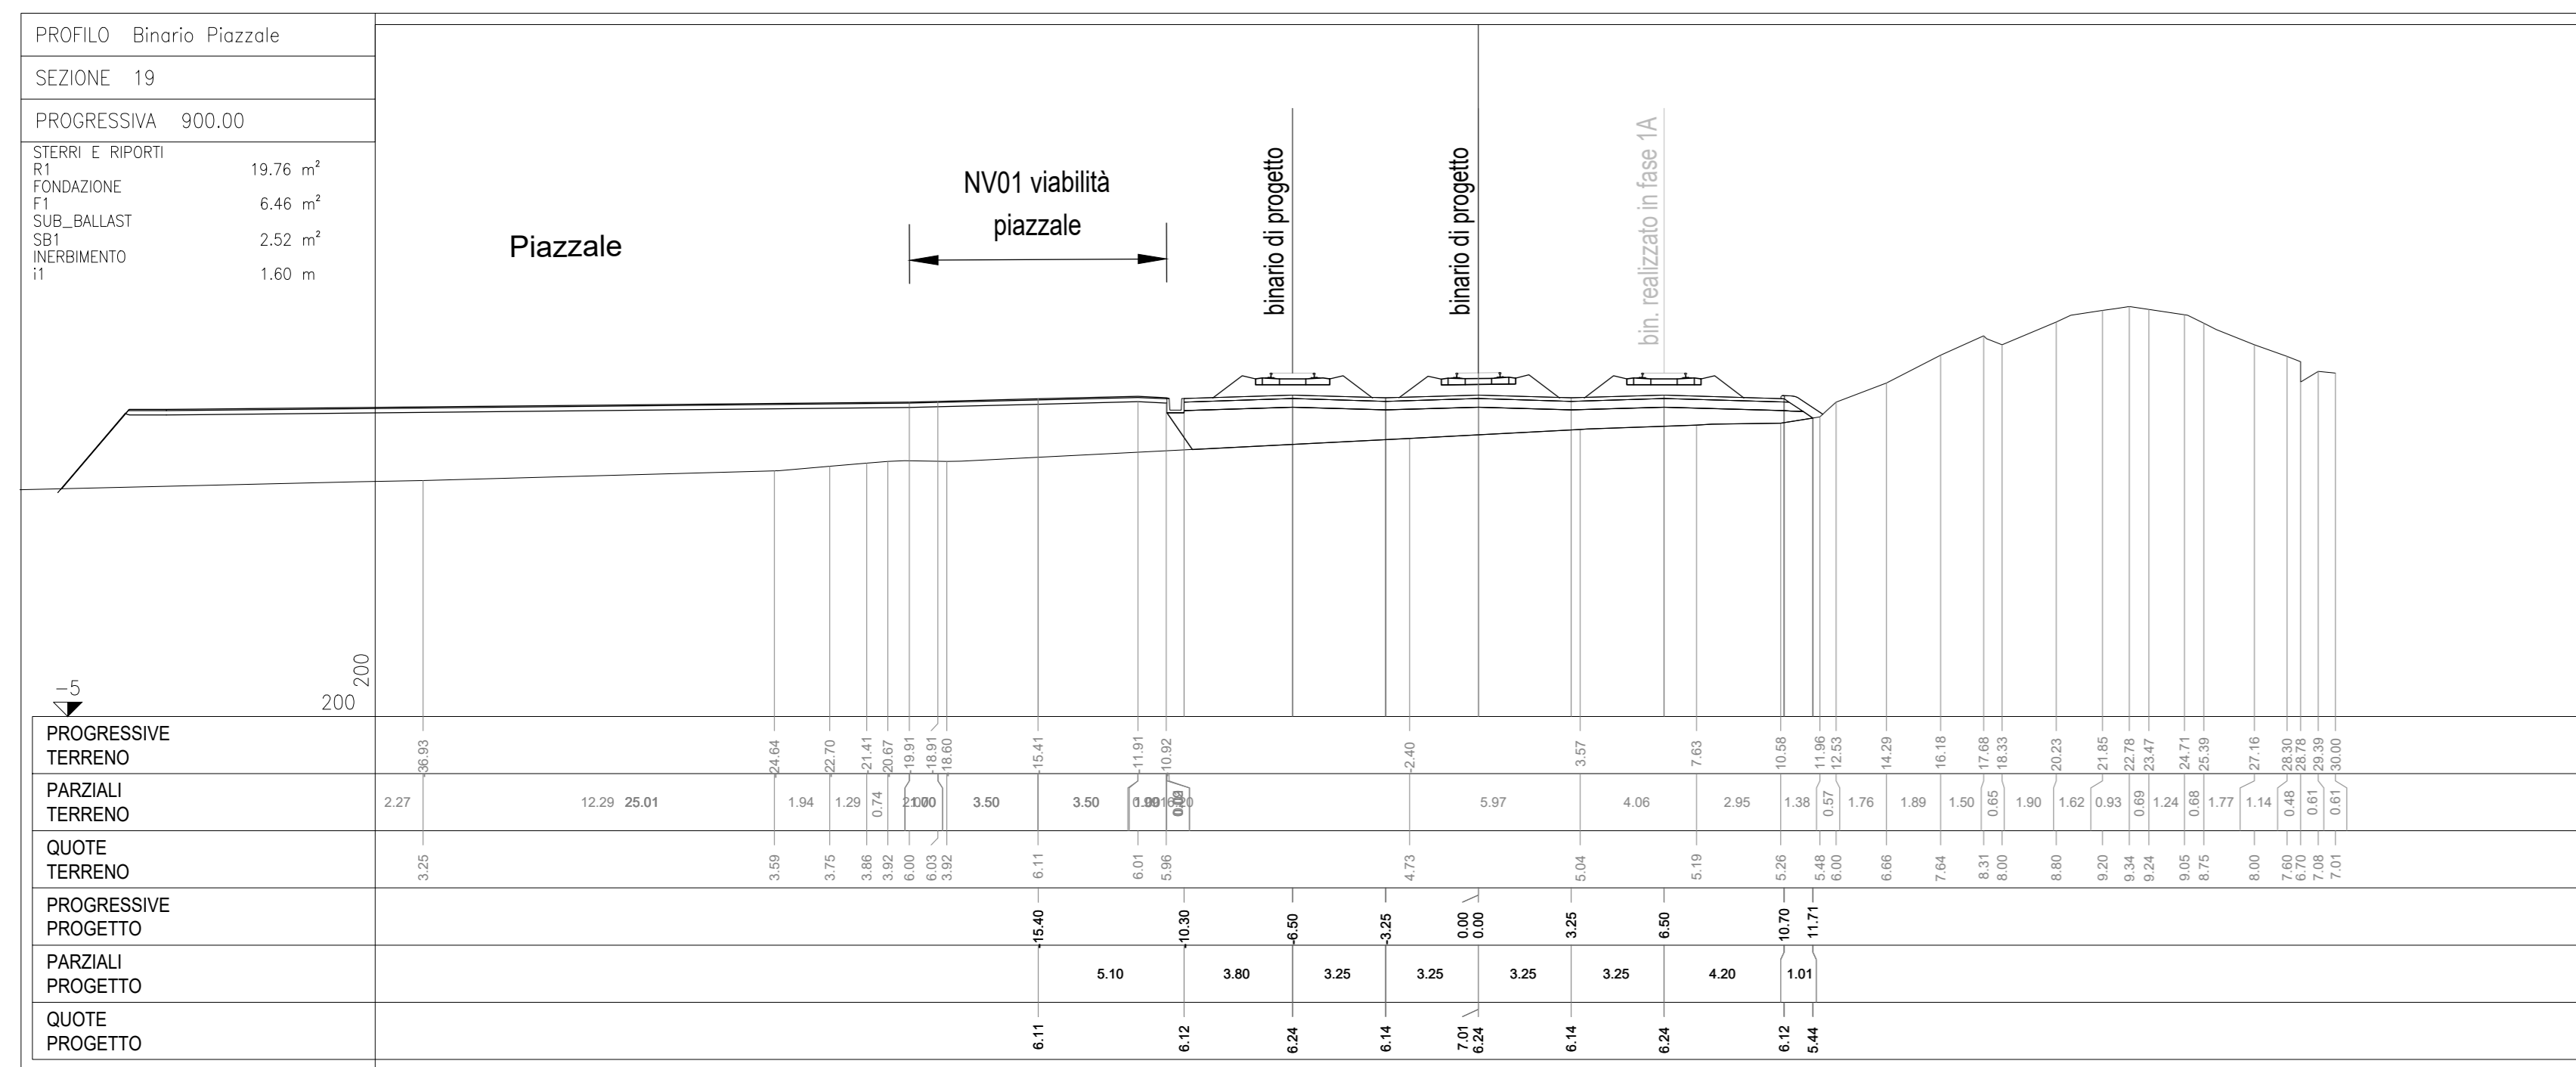 PROFILO Binario Piazzale
SEZIONE 19
PROGRESSIVA 900.00
STERRI E RIPORTI
R1 19.76 m²
FONDAZIONE
F1 6.46 m²
SUB_BALLAST
SB1 2.52 m²
INERBIMENTO
i1 1.60 m
Piazzale
NV01 viabilità
piazzale
binario di progetto
binario di progetto
bin. realizzato in fase 1A
-5
200
200
PROGRESSIVE
TERRENO
-36.93 -24.64 -22.70 -21.41 -20.67 -19.91 -18.91 -18.60 -15.41 -11.91 -10.92 -2.40 3.57 7.63 10.58 11.96 12.53 14.29 16.18 17.68 18.33 20.23 21.85 22.78 23.47 24.71 25.39 27.16 28.30 28.78 29.39 30.00
PARZIALI
TERRENO
2.27 12.29 25.01 1.94 1.29 0.74 3.50 3.50 5.97 4.06 2.95 1.38 0.57 1.76 1.89 1.50 0.65 1.90 1.62 0.93 0.69 1.24 0.68 1.77 1.14 0.48 0.61 0.61
QUOTE
TERRENO
3.25 3.59 3.75 3.86 3.92 6.00 6.03 3.92 6.11 6.01 5.96 4.73 5.04 5.19 5.26 5.48 6.00 6.66 7.64 8.31 8.00 8.80 9.20 9.34 9.24 9.05 8.75 8.00 7.60 6.70 7.08 7.01
PROGRESSIVE
PROGETTO
-15.40 -10.30 -6.50 -3.25 0.00 0.00 3.25 6.50 10.70 11.71
PARZIALI
PROGETTO
5.10 3.80 3.25 3.25 3.25 3.25 4.20 1.01
QUOTE
PROGETTO
6.11 6.12 6.24 6.14 7.01 6.24 6.14 6.24 6.12 5.44